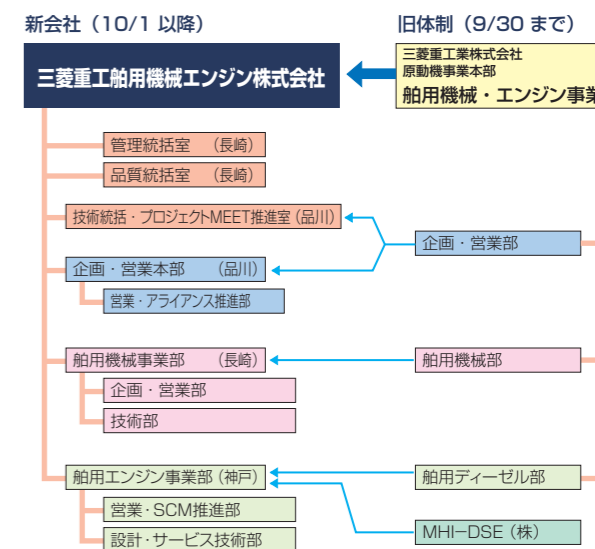 新会社（10/1 以降）
旧体制（9/30 まで）
三菱重工舶用機械エンジン株式会社
三菱重工業株式会社
原動機事業本部
舶用機械・エンジン事業
管理統括室 （長崎）
品質統括室 （長崎）
技術統括・プロジェクトMEET推進室（品川）
企画・営業部
企画・営業本部 （品川）
営業・アライアンス推進部
舶用機械事業部 （長崎）
舶用機械部
企画・営業部
技術部
舶用エンジン事業部（神戸）
舶用ディーゼル部
営業・SCM推進部
設計・サービス技術部
MHI−DSE（株）